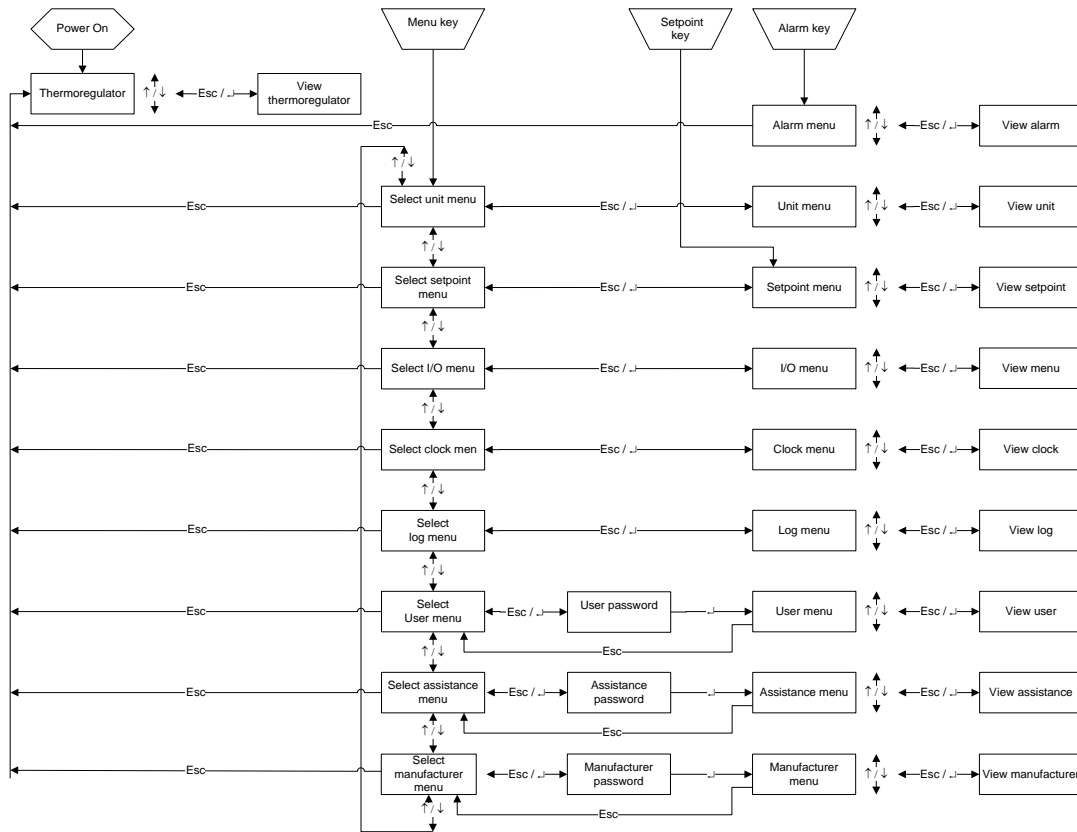 Power On
Menu key
Setpoint
key
Alarm key
Thermoregulator
↑ / ↓
Esc / ↵
View
thermoregulator
Esc
Alarm menu
↑ / ↓
Esc / ↵
View alarm
↑ / ↓
Esc
Select unit menu
Esc / ↵
Unit menu
↑ / ↓
Esc / ↵
View unit
↑ / ↓
Esc
Select setpoint
menu
Esc / ↵
Setpoint menu
↑ / ↓
Esc / ↵
View setpoint
↑ / ↓
Esc
Select I/O menu
Esc / ↵
I/O menu
↑ / ↓
Esc / ↵
View menu
↑ / ↓
Esc
Select clock men
Esc / ↵
Clock menu
↑ / ↓
Esc / ↵
View clock
↑ / ↓
Esc
Select
log menu
Esc / ↵
Log menu
↑ / ↓
Esc / ↵
View log
↑ / ↓
Esc
Select
User menu
Esc / ↵
User password
↵
User menu
↑ / ↓
Esc / ↵
View user
Esc
↑ / ↓
Esc
Select assistance
menu
Esc / ↵
Assistance
password
↵
Assistance menu
↑ / ↓
Esc / ↵
View assistance
Esc
↑ / ↓
Esc
Select
manufacturer
menu
Esc / ↵
Manufacturer
password
↵
Manufacturer
menu
↑ / ↓
Esc / ↵
View manufacturer
Esc
↑ / ↓